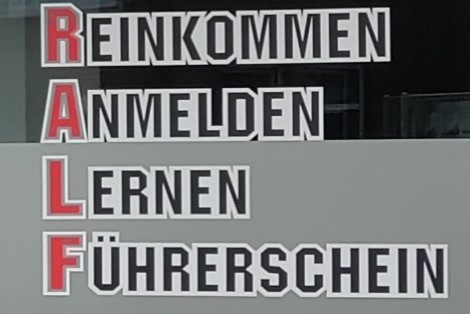 REINKOMMEN
ANMELDEN
LERNEN
FÜHRERSCHEIN